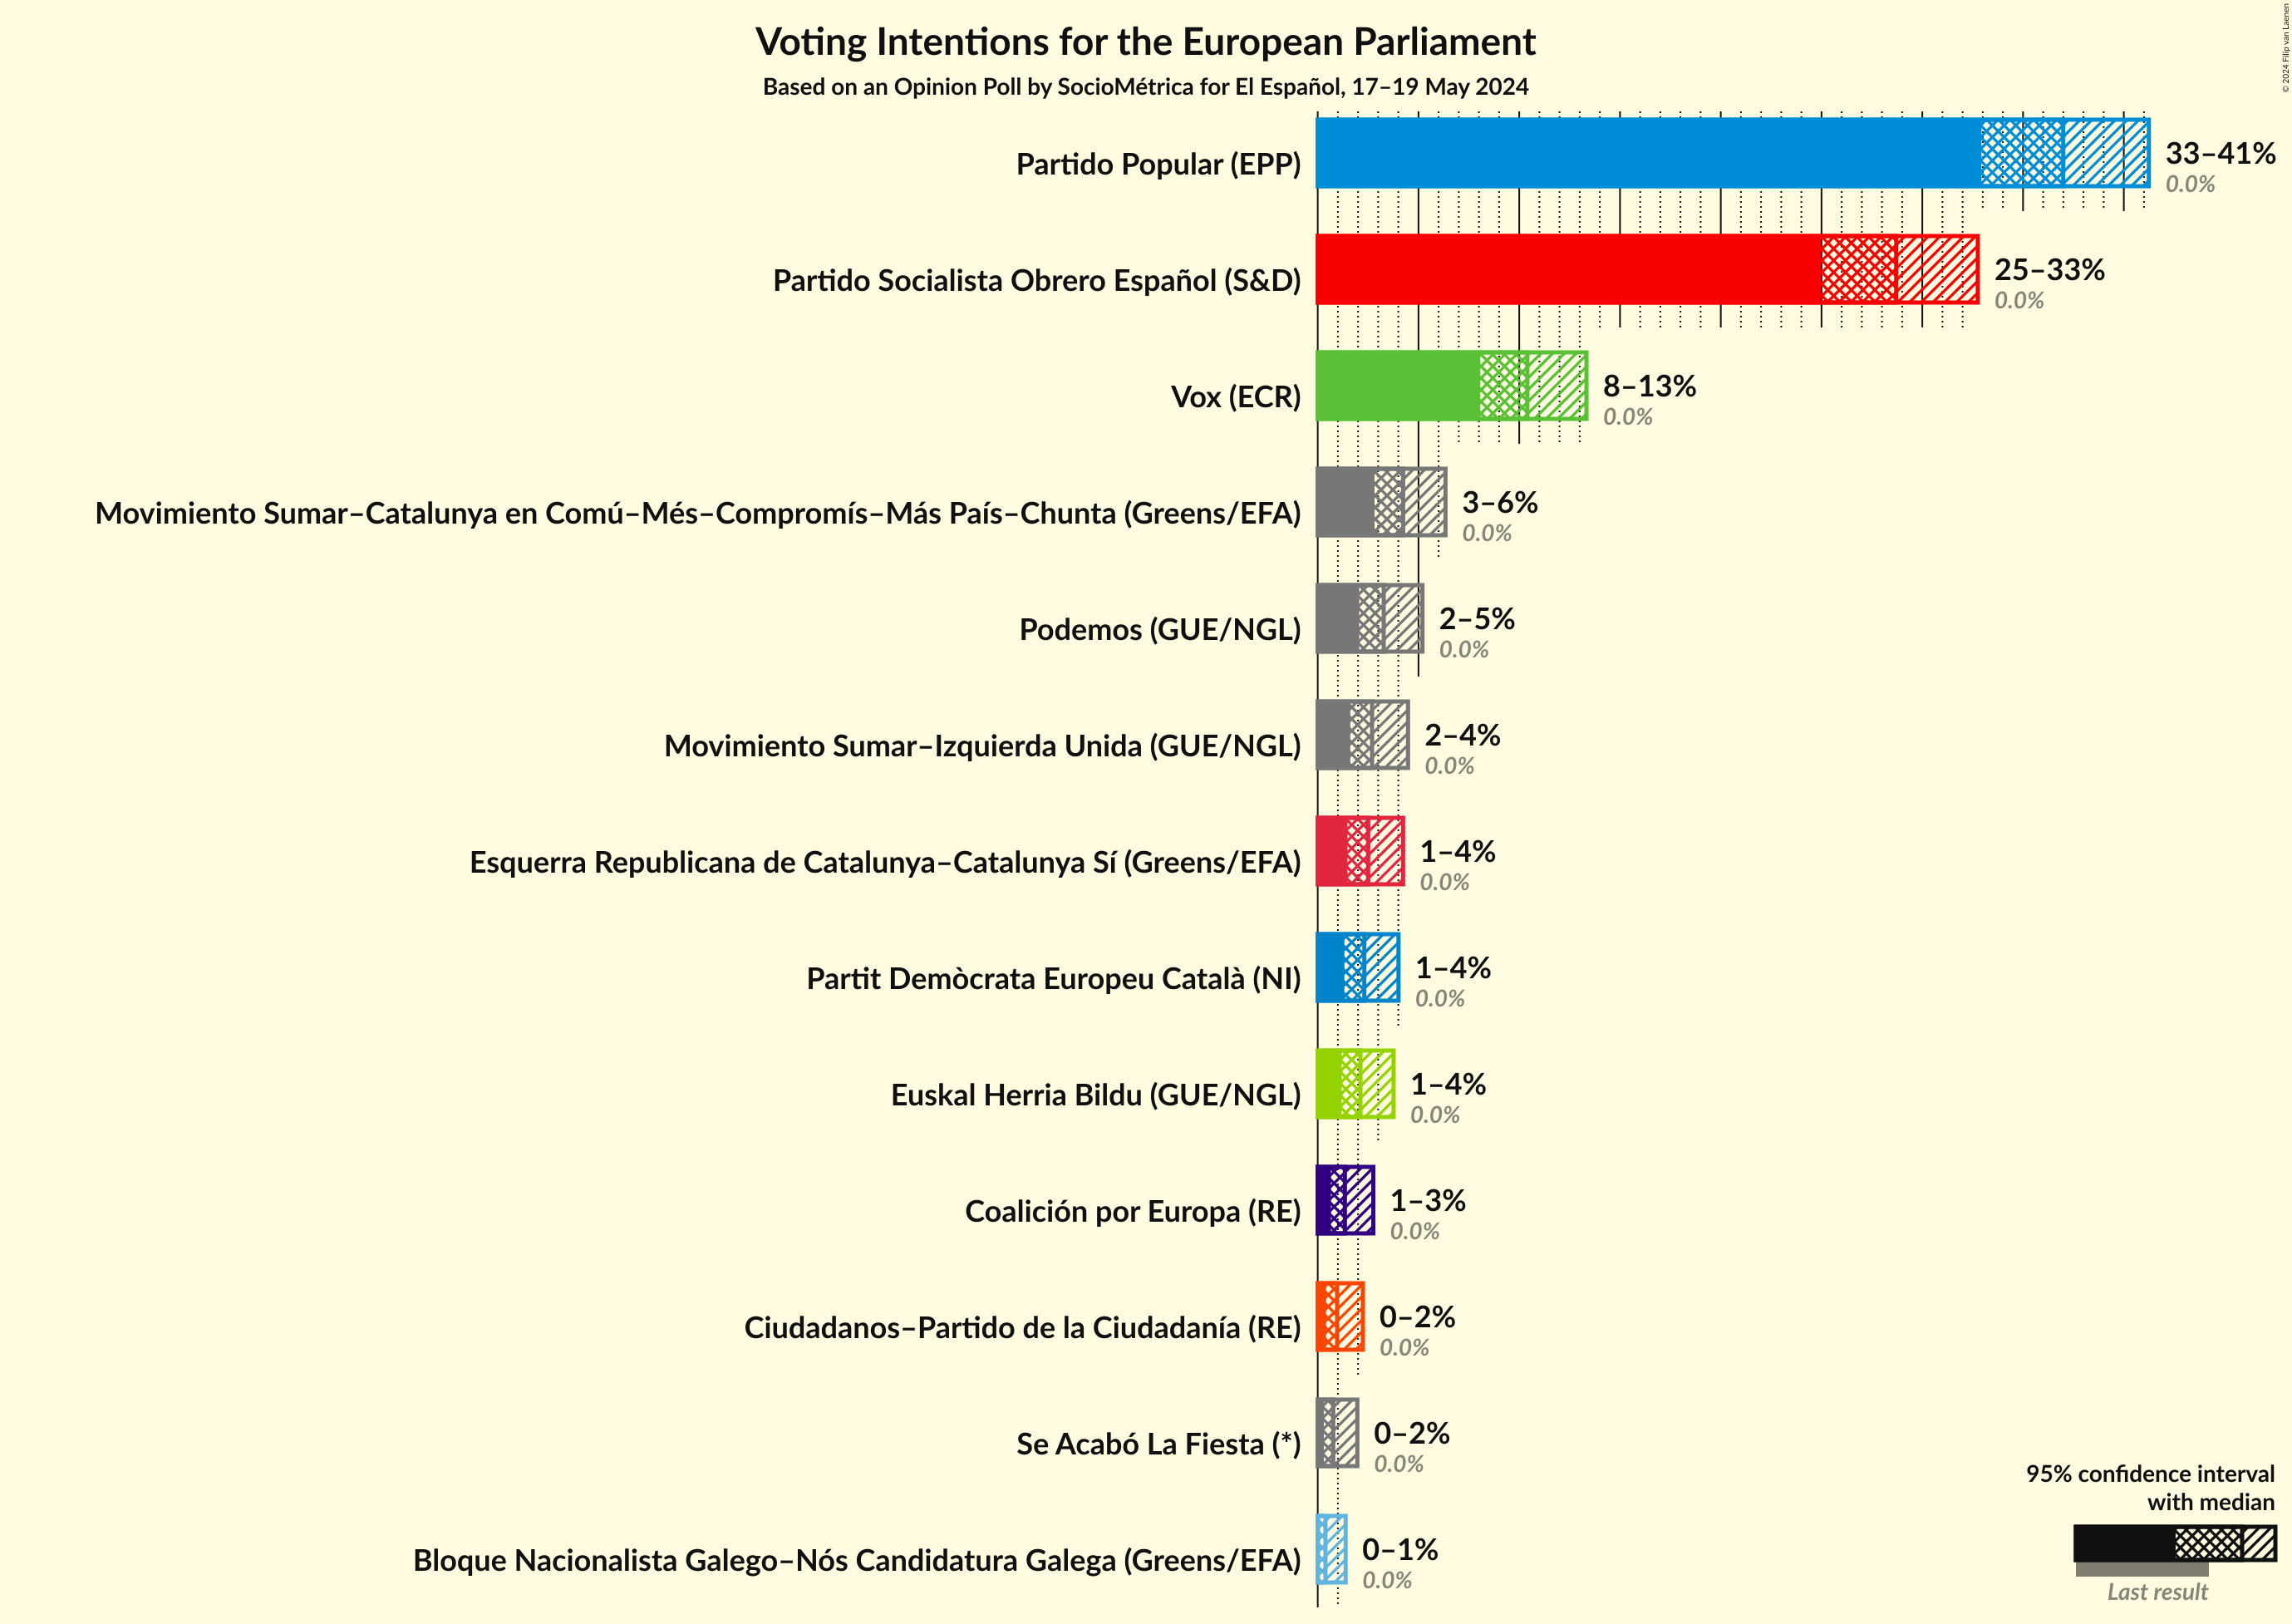 Voting Intentions for the European Parliament
Based on an Opinion Poll by SocioMétrica for El Español, 17–19 May 2024
© 2024 Filip van Laenen
Partido Popular (EPP)
33–41%
0.0%
Partido Socialista Obrero Español (S&D)
25–33%
0.0%
Vox (ECR)
8–13%
0.0%
Movimiento Sumar–Catalunya en Comú–Més–Compromís–Más País–Chunta (Greens/EFA)
3–6%
0.0%
Podemos (GUE/NGL)
2–5%
0.0%
Movimiento Sumar–Izquierda Unida (GUE/NGL)
2–4%
0.0%
Esquerra Republicana de Catalunya–Catalunya Sí (Greens/EFA)
1–4%
0.0%
Partit Demòcrata Europeu Català (NI)
1–4%
0.0%
Euskal Herria Bildu (GUE/NGL)
1–4%
0.0%
Coalición por Europa (RE)
1–3%
0.0%
Ciudadanos–Partido de la Ciudadanía (RE)
0–2%
0.0%
Se Acabó La Fiesta (*)
0–2%
0.0%
Bloque Nacionalista Galego–Nós Candidatura Galega (Greens/EFA)
0–1%
0.0%
95% confidence interval
with median
Last result